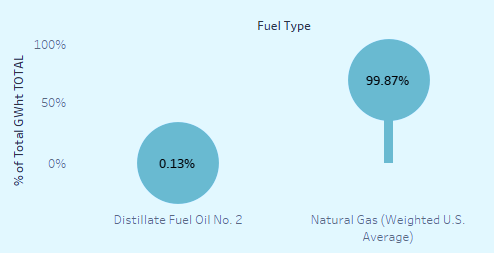 Fuel Type
100%
50%
0%
% of Total GWht TOTAL
99.87%
0.13%
Distillate Fuel Oil No. 2
Natural Gas (Weighted U.S.
Average)